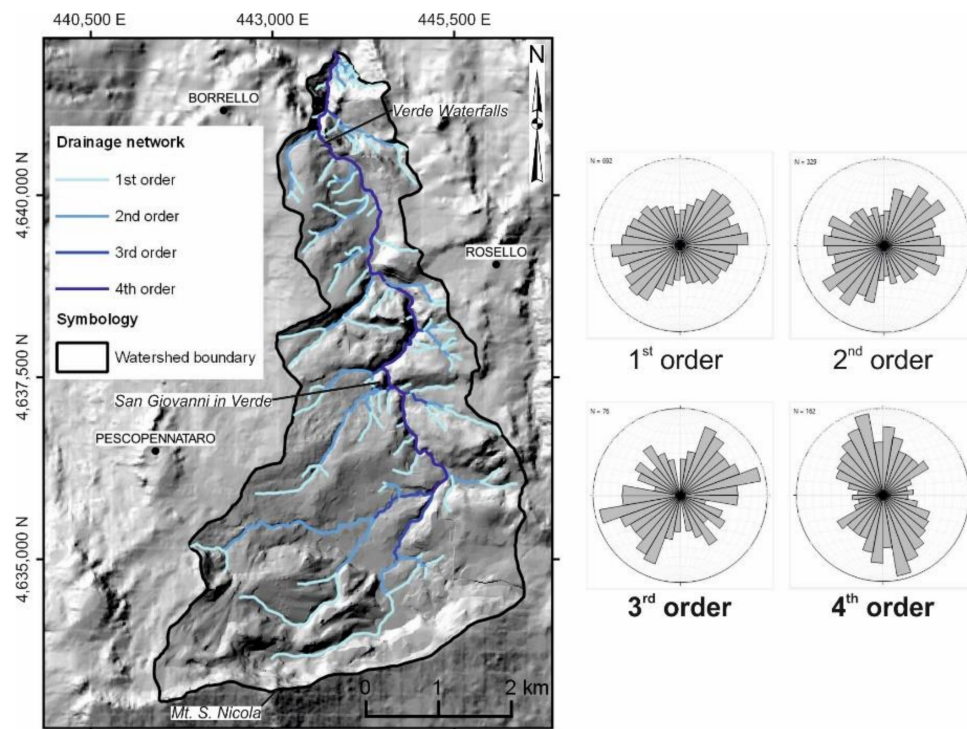 440,500 E
443,000 E
445,500 E
N
BORRELLO
Verde Waterfalls
Drainage network
1st order
2nd order
3rd order
4th order
Symbology
Watershed boundary
4,640,000 N
ROSELLO
4,637,500 N
San Giovanni in Verde
PESCOPENNATARO
4,635,000 N
0 1 2 km
Mt. S. Nicola
N = 692
N = 329
1st order
2nd order
N = 76
N = 162
3rd order
4th order